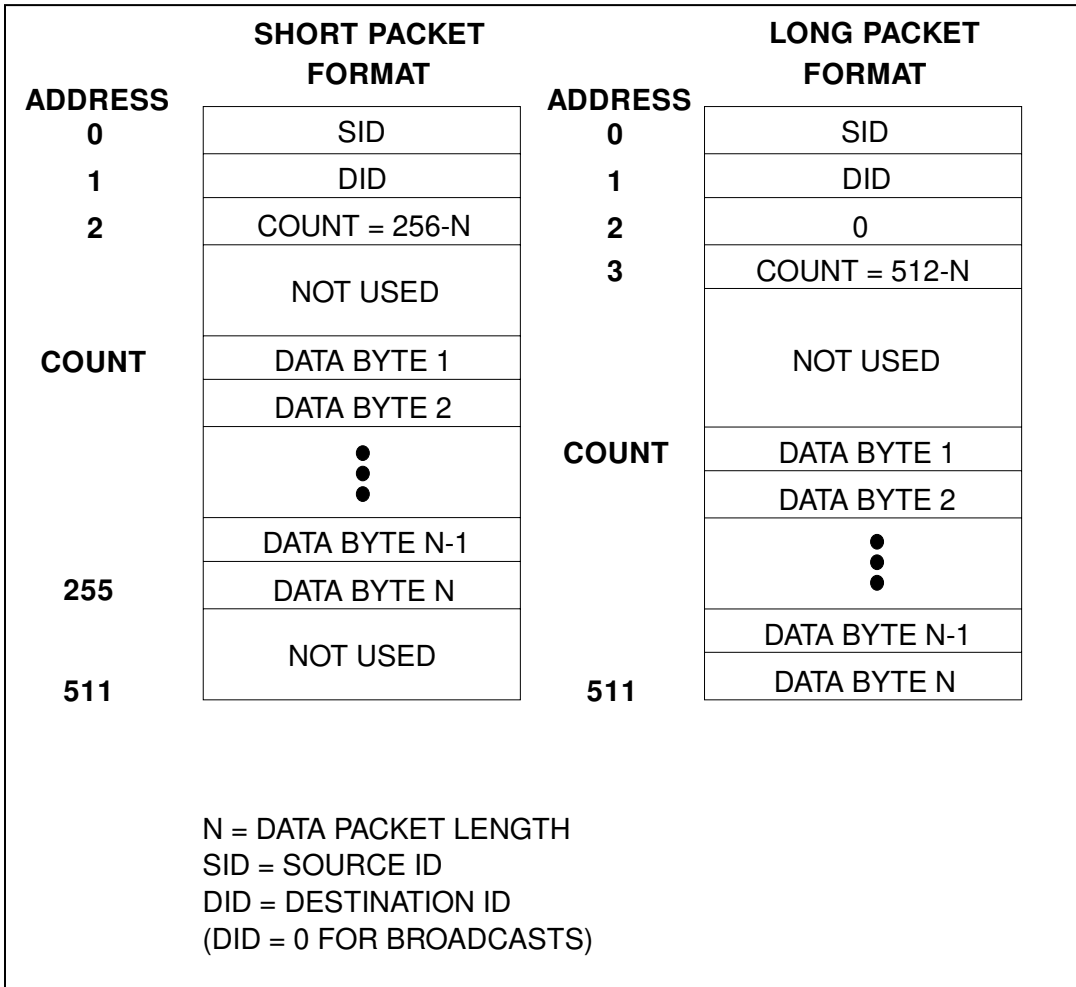 SHORT PACKET
FORMAT
ADDRESS
0
SID
1
DID
2
COUNT = 256-N
NOT USED
COUNT
DATA BYTE 1
DATA BYTE 2
DATA BYTE N-1
255
DATA BYTE N
NOT USED
511
LONG PACKET
FORMAT
ADDRESS
0
SID
1
DID
2
0
3
COUNT = 512-N
NOT USED
COUNT
DATA BYTE 1
DATA BYTE 2
DATA BYTE N-1
511
DATA BYTE N
N = DATA PACKET LENGTH
SID = SOURCE ID
DID = DESTINATION ID
(DID = 0 FOR BROADCASTS)